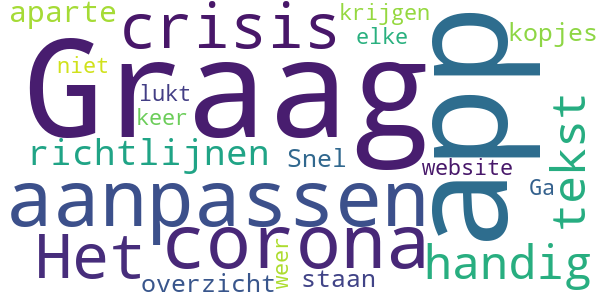 aparte
crisis
krijgen
elke
kopjes
niet
Graag
app
lukt
keer
tekst
richtlijnen
Snel
website
Ga
aanpassen
Het
corona
weer
handig
overzicht
staan